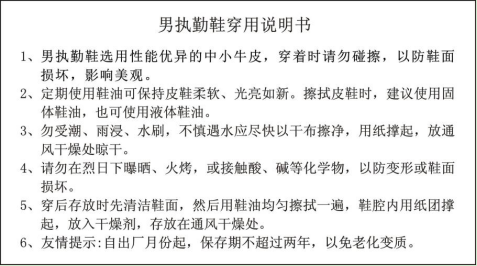 男执勤鞋穿用说明书
1、男执勤鞋选用性能优异的中小牛皮，穿着时请勿碰擦，以防鞋面
损坏，影响美观。
2、定期使用鞋油可保持皮鞋柔软、光亮如新。擦拭皮鞋时，建议使用固
体鞋油，也可使用液体鞋油。
3、勿受潮、雨浸、水刷，不慎遇水应尽快以干布擦净，用纸撑起，放通
风干燥处晾干。
4、请勿在烈日下曝晒、火烤，或接触酸、碱等化学物，以防变形或鞋面
损坏。
5、穿后存放时先清洁鞋面，然后用鞋油均匀擦拭一遍，鞋腔内用纸团撑
起，放入干燥剂，存放在通风干燥处。
6、友情提示:自出厂月份起，保存期不超过两年，以免老化变质。